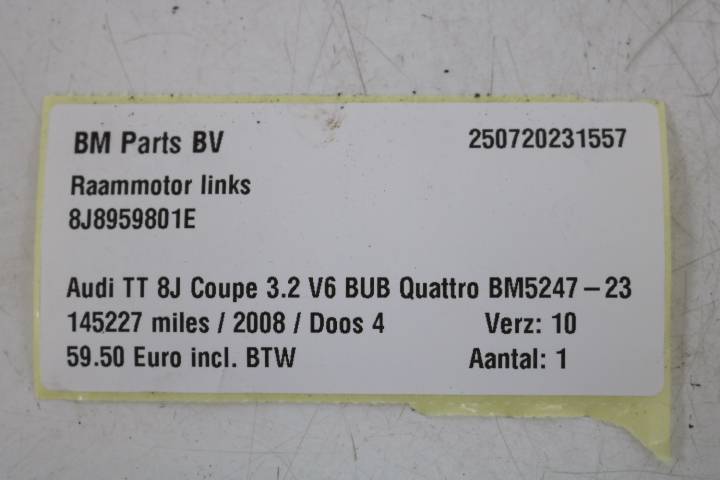 BM Parts BV 250720231557
Raammotor links
8J8959801E
Audi TT 8J Coupe 3.2 V6 BUB Quattro BM5247-23
145227 miles / 2008 / Doos 4 Verz: 10
59.50 Euro incl. BTW Aantal: 1